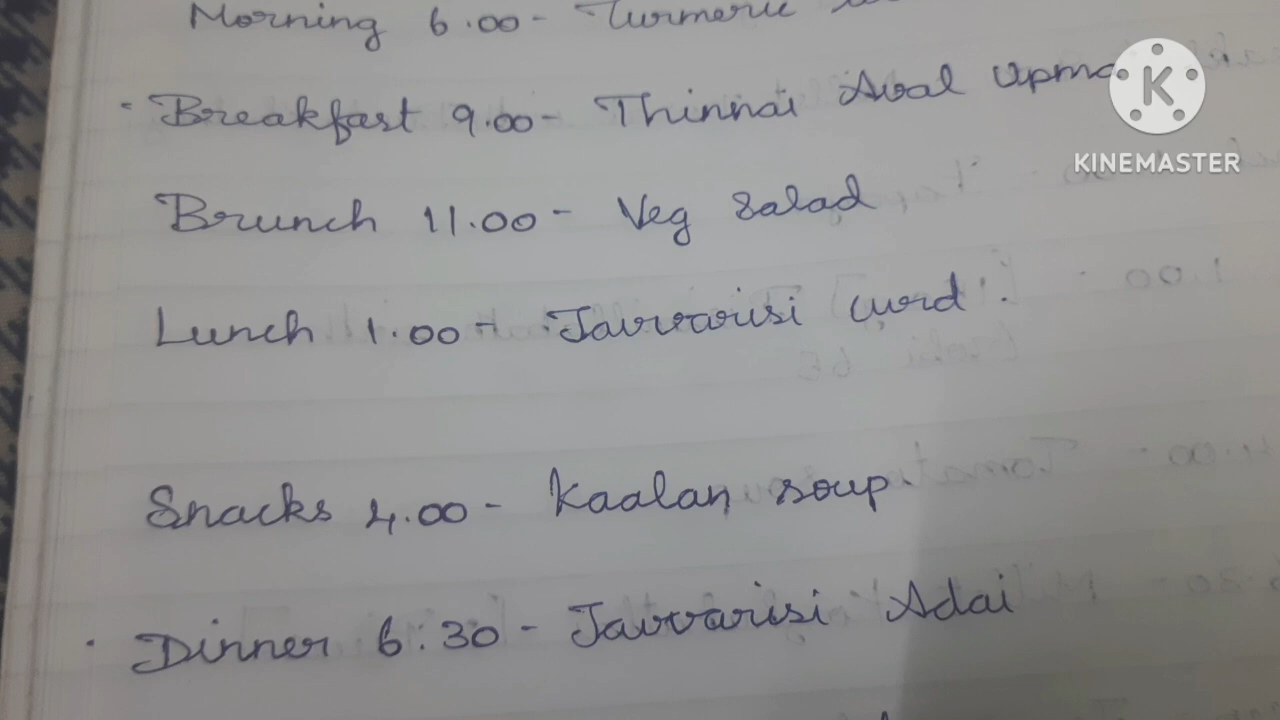 Morning 6.00 - Turmeric
Breakfast 9.00 - Thinnai Aval Upma
KINEMASTER
Brunch 11.00 - Veg Salad
Lunch 1.00 - Javvarisi curd.
Snacks 4.00 - Kaalan soup.
Dinner 6:30 - Javvarisi Adai